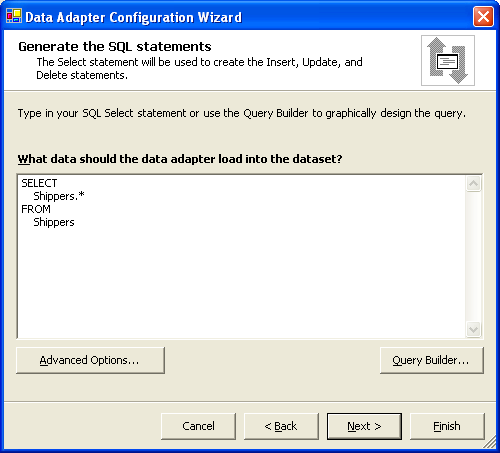 Data Adapter Configuration Wizard
Generate the SQL statements
The Select statement will be used to create the Insert, Update, and
Delete statements.
Type in your SQL Select statement or use the Query Builder to graphically design the query.
What data should the data adapter load into the dataset?
SELECT
Shippers.*
FROM
Shippers
Advanced Options...
Query Builder...
Cancel
< Back
Next >
Finish